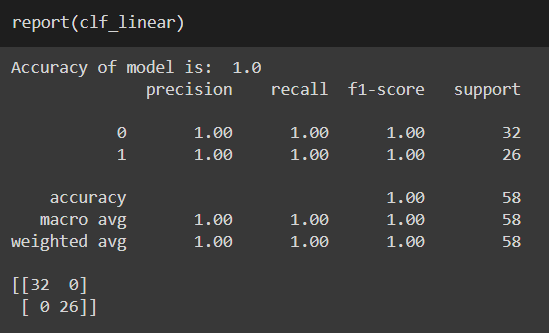 report(clf_linear)
Accuracy of model is:  1.0
              precision    recall  f1-score   support

           0       1.00      1.00      1.00        32
           1       1.00      1.00      1.00        26

    accuracy                           1.00        58
   macro avg       1.00      1.00      1.00        58
weighted avg       1.00      1.00      1.00        58

[[32  0]
 [ 0 26]]